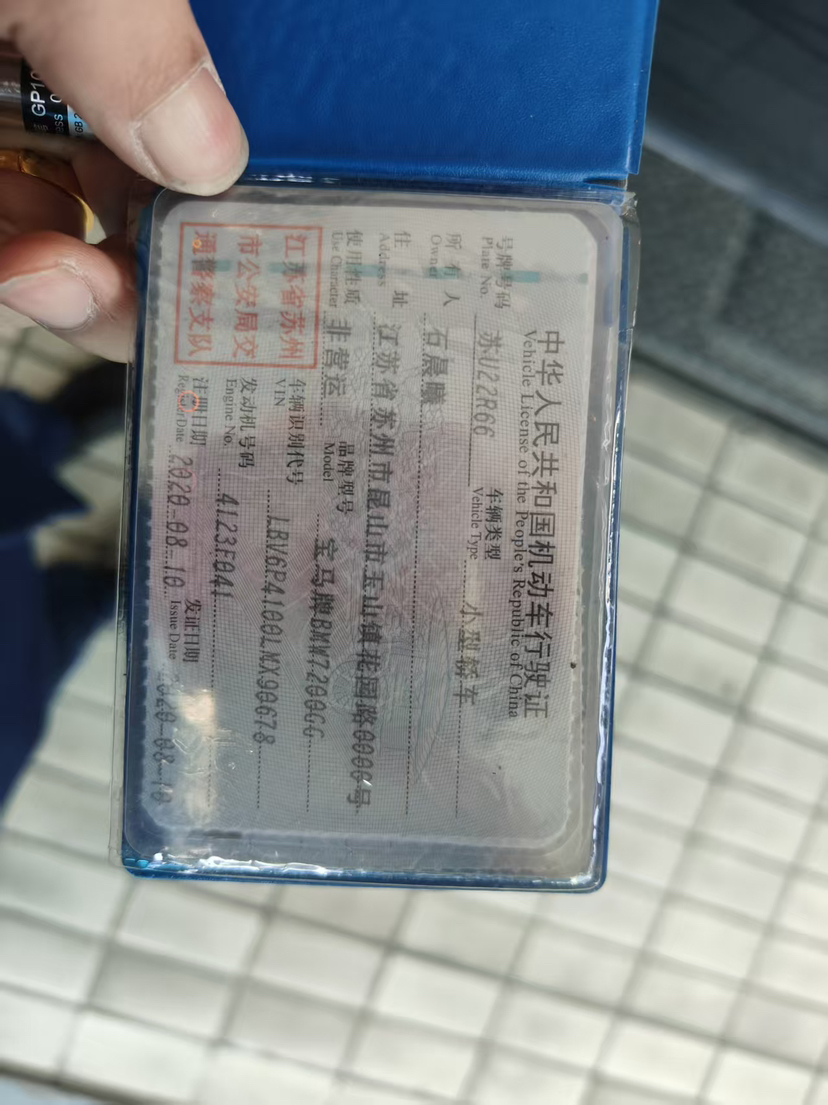 中华人民共和国机动车行驶证
Vehicle License of the People's Republic of China
号牌号码 苏U22R66 车辆类型 小型轿车
Plate No. Vehicle Type
所有人 石晨曦
Owner
住址 江苏省苏州市昆山市玉山镇花园路0000号
Address
使用性质 非营运 品牌型号 宝马牌BMW7200GG
Use Character Model
江苏省苏州
市公安局交
通警察支队
车辆识别代号 LBV6P4100LMX90678
VIN
发动机号码 4123F041
Engine No.
注册日期 2020-08-10 发证日期 2020-08-10
Register Date Issue Date
GP10